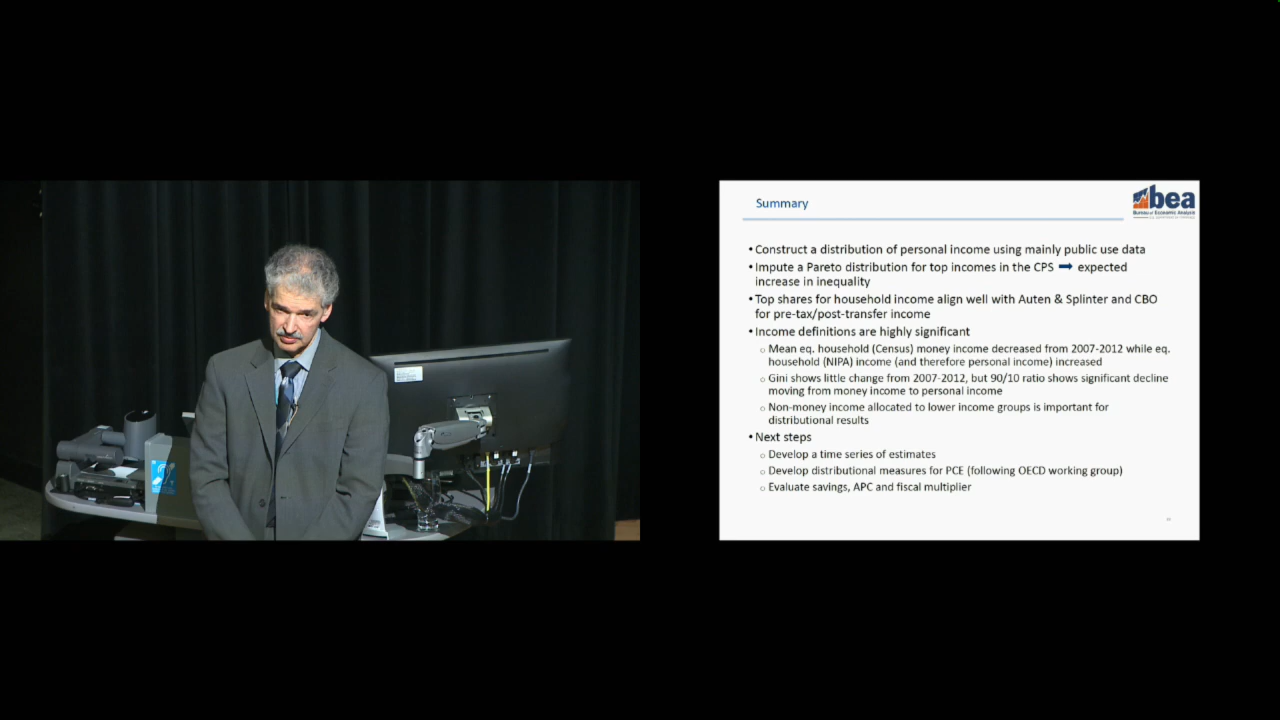 Summary
bea
Bureau of Economic Analysis
• Construct a distribution of personal income using mainly public use data
• Impute a Pareto distribution for top incomes in the CPS ➡ expected
increase in inequality
• Top shares for household income align well with Auten & Splinter and CBO
for pre-tax/post-transfer income
• Income definitions are highly significant
o Mean eq. household (Census) money income decreased from 2007-2012 while eq.
household (NIPA) income (and therefore personal income) increased
o Gini shows little change from 2007-2012, but 90/10 ratio shows significant decline
moving from money income to personal income
o Non-money income allocated to lower income groups is important for
distributional results
• Next steps
o Develop a time series of estimates
o Develop distributional measures for PCE (following OECD working group)
o Evaluate savings, APC and fiscal multiplier